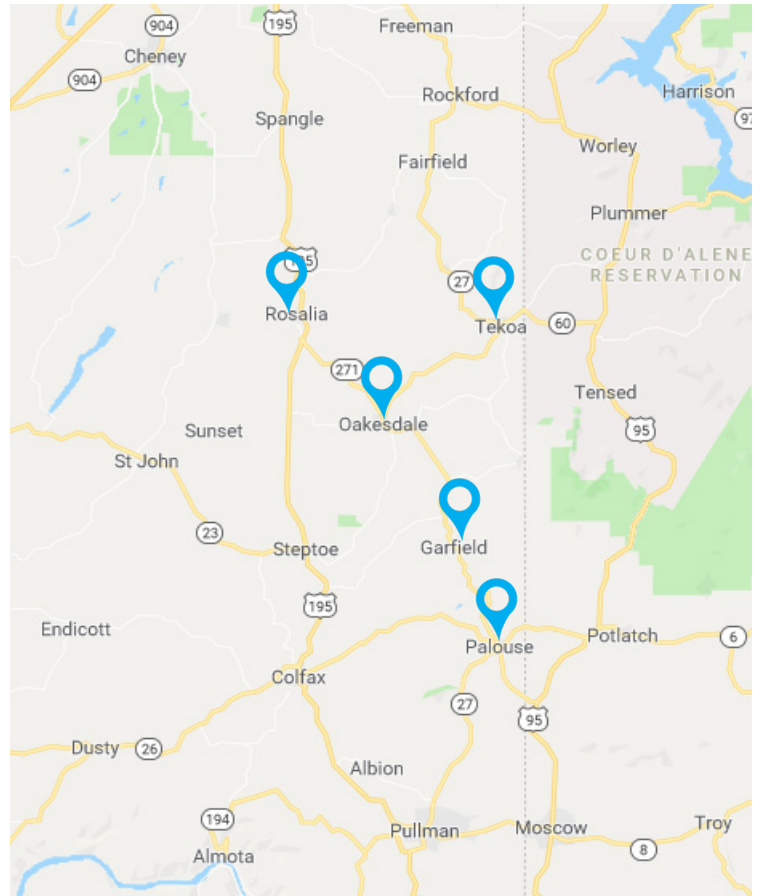 195
904
Freeman
Cheney
904
Rockford
Harrison
97
Spangle
Worley
Fairfield
Plummer
COEUR D'ALENE
RESERVATION
195
27
Rosalia
Tekoa
60
271
Tensed
Oakesdale
Sunset
95
St John
23
Steptoe
Garfield
195
Endicott
Palouse
Potlatch
6
Colfax
27
95
Dusty
26
Albion
194
Pullman
Moscow
Troy
Almota
8